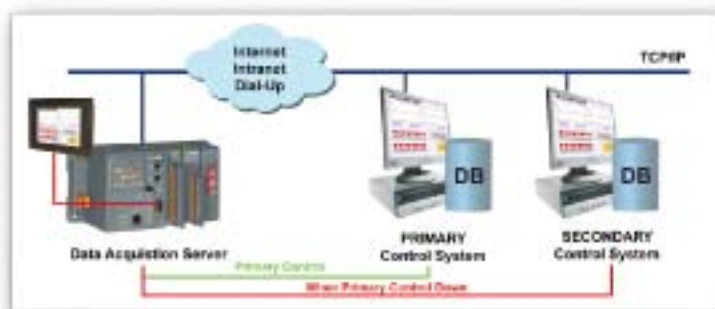 Internet
Intranet
Dial-Up
TCP/IP
DB
DB
Data Acquistion Server
PRIMARY
Control System
SECONDARY
Control System
Primary Control
When Primary Control Down